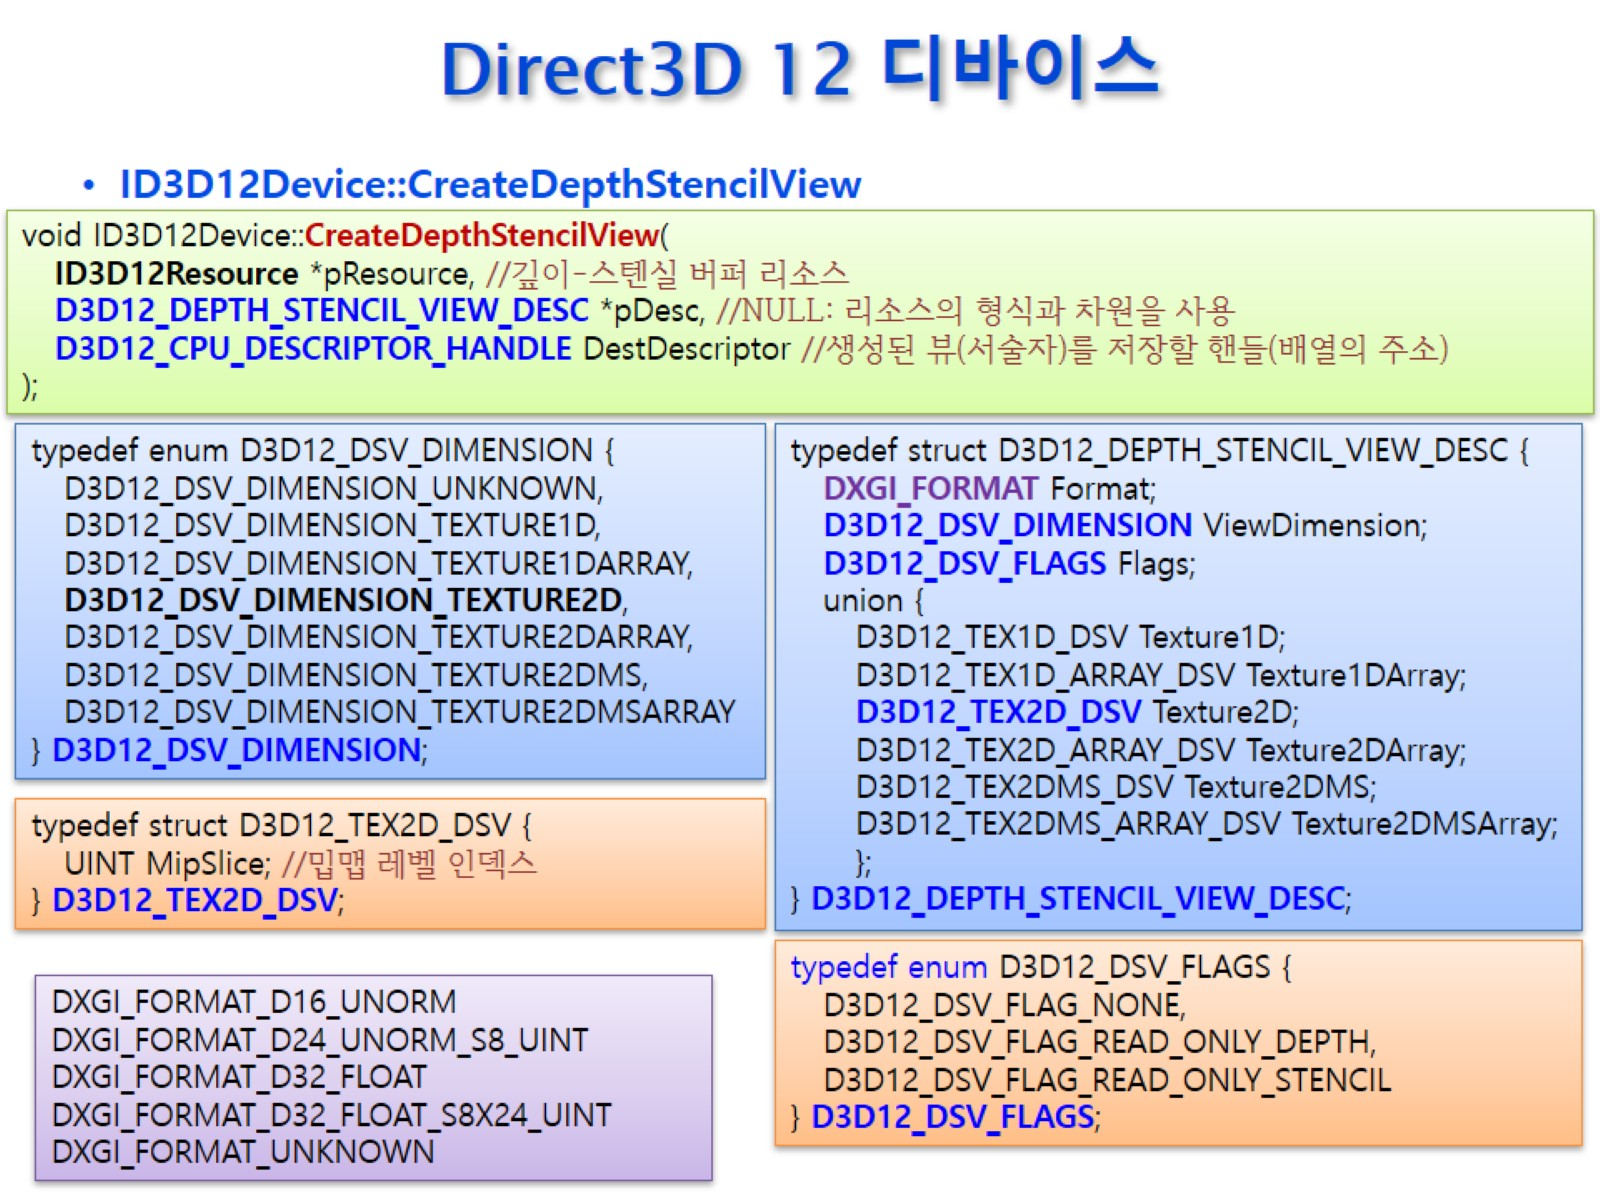 Direct3D 12 디바이스
• ID3D12Device::CreateDepthStencilView
void ID3D12Device::CreateDepthStencilView(
ID3D12Resource *pResource, //깊이-스텐실 버퍼 리소스
D3D12_DEPTH_STENCIL_VIEW_DESC *pDesc, //NULL: 리소스의 형식과 차원을 사용
D3D12_CPU_DESCRIPTOR_HANDLE DestDescriptor //생성된 뷰(서술자)를 저장할 핸들(배열의 주소)
);
typedef enum D3D12_DSV_DIMENSION {
D3D12_DSV_DIMENSION_UNKNOWN,
D3D12_DSV_DIMENSION_TEXTURE1D,
D3D12_DSV_DIMENSION_TEXTURE1DARRAY,
D3D12_DSV_DIMENSION_TEXTURE2D,
D3D12_DSV_DIMENSION_TEXTURE2DARRAY,
D3D12_DSV_DIMENSION_TEXTURE2DMS,
D3D12_DSV_DIMENSION_TEXTURE2DMSARRAY
} D3D12_DSV_DIMENSION;
typedef struct D3D12_TEX2D_DSV {
UINT MipSlice; //밉맵 레벨 인덱스
} D3D12_TEX2D_DSV;
DXGI_FORMAT_D16_UNORM
DXGI_FORMAT_D24_UNORM_S8_UINT
DXGI_FORMAT_D32_FLOAT
DXGI_FORMAT_D32_FLOAT_S8X24_UINT
DXGI_FORMAT_UNKNOWN
typedef struct D3D12_DEPTH_STENCIL_VIEW_DESC {
DXGI_FORMAT Format;
D3D12_DSV_DIMENSION ViewDimension;
D3D12_DSV_FLAGS Flags;
union {
D3D12_TEX1D_DSV Texture1D;
D3D12_TEX1D_ARRAY_DSV Texture1DArray;
D3D12_TEX2D_DSV Texture2D;
D3D12_TEX2D_ARRAY_DSV Texture2DArray;
D3D12_TEX2DMS_DSV Texture2DMS;
D3D12_TEX2DMS_ARRAY_DSV Texture2DMSArray;
};
} D3D12_DEPTH_STENCIL_VIEW_DESC;
typedef enum D3D12_DSV_FLAGS {
D3D12_DSV_FLAG_NONE,
D3D12_DSV_FLAG_READ_ONLY_DEPTH,
D3D12_DSV_FLAG_READ_ONLY_STENCIL
} D3D12_DSV_FLAGS;